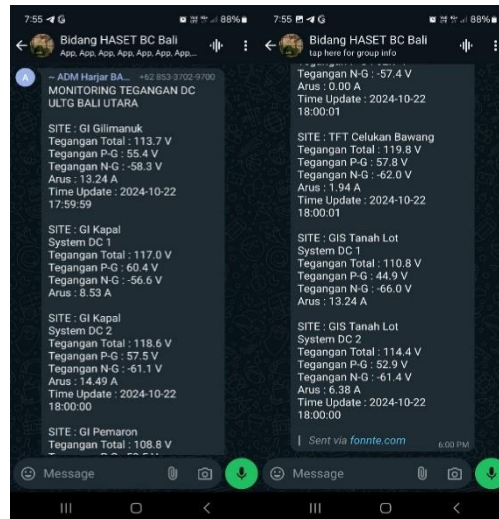 7:55
88%
Bidang HASET BC Bali
App, App, App, App, App, App, App,...
~ ADM Harjar BA... +62 853-3702-9700
MONITORING TEGANGAN DC
ULTG BALI UTARA
SITE : GI Gilimanuk
Tegangan Total : 113.7 V
Tegangan P-G : 55.4 V
Tegangan N-G : -58.3 V
Arus : 13.24 A
Time Update : 2024-10-22
17:59:59
SITE : GI Kapal
System DC 1
Tegangan Total : 117.0 V
Tegangan P-G : 60.4 V
Tegangan N-G : -56.6 V
Arus : 8.53 A
SITE : GI Kapal
System DC 2
Tegangan Total : 118.6 V
Tegangan P-G : 57.5 V
Tegangan N-G : -61.1 V
Arus : 14.49 A
Time Update : 2024-10-22
18:00:00
SITE : GI Pemaron
Tegangan Total : 108.8 V
Message
7:55
88%
Bidang HASET BC Bali
tap here for group info
Tegangan N-G : -57.4 V
Arus : 0.00 A
Time Update : 2024-10-22
18:00:01
SITE : TFT Celukan Bawang
Tegangan Total : 119.8 V
Tegangan P-G : 57.8 V
Tegangan N-G : -62.0 V
Arus : 1.94 A
Time Update : 2024-10-22
18:00:01
SITE : GIS Tanah Lot
System DC 1
Tegangan Total : 110.8 V
Tegangan P-G : 44.9 V
Tegangan N-G : -66.0 V
Arus : 13.24 A
SITE : GIS Tanah Lot
System DC 2
Tegangan Total : 114.4 V
Tegangan P-G : 52.9 V
Tegangan N-G : -61.4 V
Arus : 6.38 A
Time Update : 2024-10-22
18:00:00
Sent via fonnte.com
6:00 PM
Message